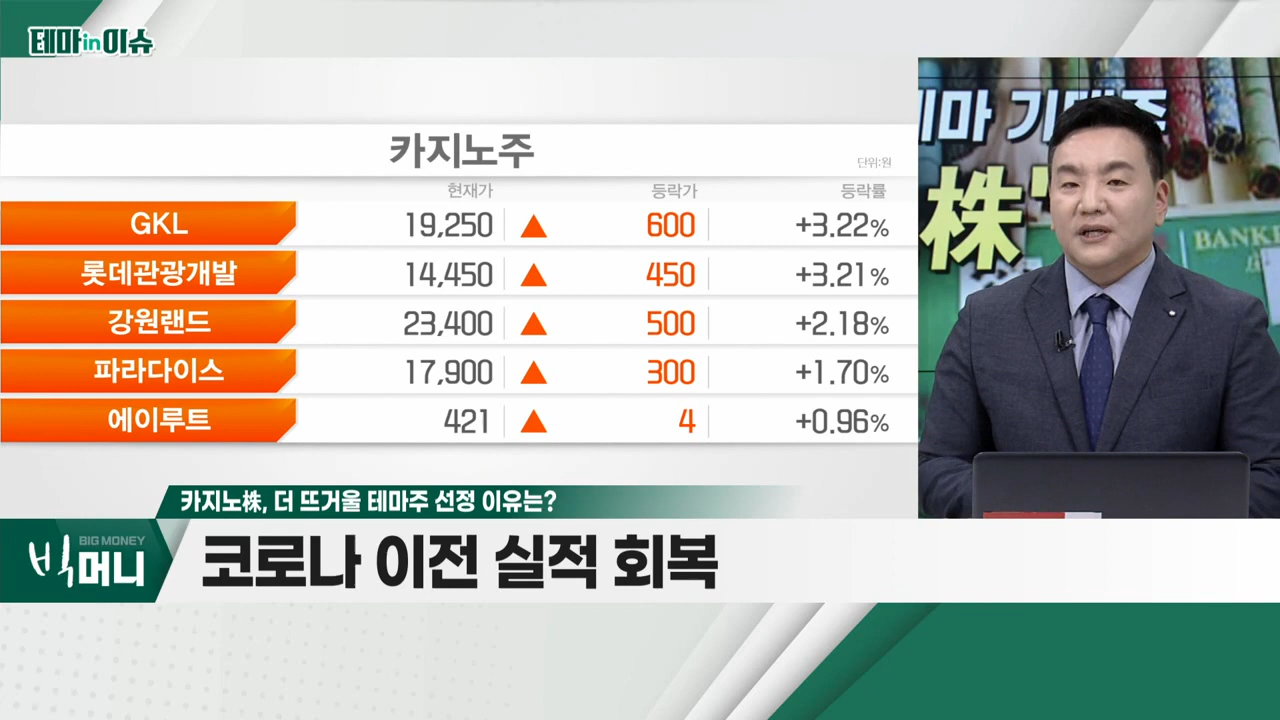 테마in이슈
카지노주
단위:원
현재가 등락가 등락률
GKL 19,250 ▲ 600 +3.22%
롯데관광개발 14,450 ▲ 450 +3.21%
강원랜드 23,400 ▲ 500 +2.18%
파라다이스 17,900 ▲ 300 +1.70%
에이루트 421 ▲ 4 +0.96%
테마
株
카지노株, 더 뜨거울 테마주 선정 이유는?
BIG MONEY
빅머니
코로나 이전 실적 회복